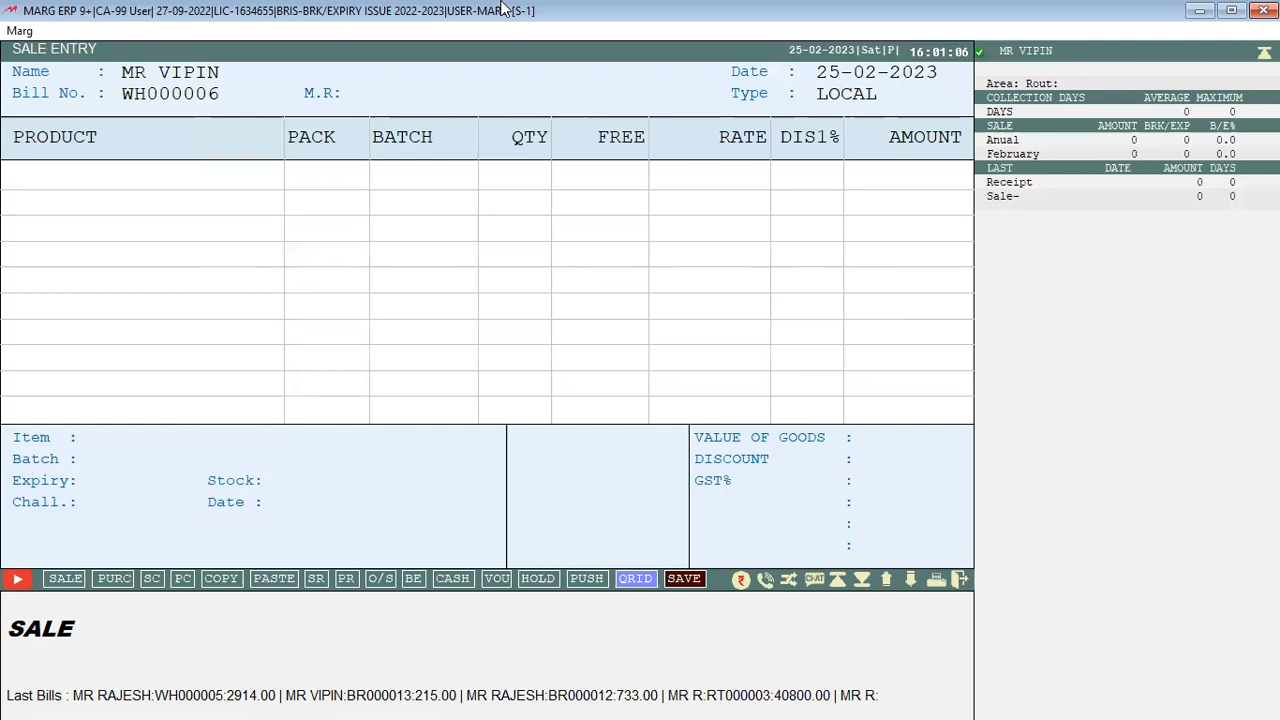 MARG ERP 9+|CA-99 User| 27-09-2022|LIC-1634655|BRIS-BRK/EXPIRY ISSUE 2022-2023|USER-MARG[S-1]
Marg
SALE ENTRY 25-02-2023|Sat|P| 16:01:06
Name : MR VIPIN Date : 25-02-2023
Bill No. : WH000006 M.R: Type : LOCAL
PRODUCT PACK BATCH QTY FREE RATE DIS1% AMOUNT
Item : VALUE OF GOODS :
Batch : DISCOUNT :
Expiry: Stock: GST% :
Chall.: Date : :
:
:
SALE PURC SC PC COPY PASTE SR PR O/S BE CASH VOU HOLD PUSH QRID SAVE ₹ CHAT
SALE
Last Bills : MR RAJESH:WH000005:2914.00 | MR VIPIN:BR000013:215.00 | MR RAJESH:BR000012:733.00 | MR R:RT000003:40800.00 | MR R:
MR VIPIN
Area: Rout:
COLLECTION DAYS AVERAGE MAXIMUM
DAYS 0 0
SALE AMOUNT BRK/EXP B/E%
Anual 0 0 0.0
February 0 0 0.0
LAST DATE AMOUNT DAYS
Receipt 0 0
Sale- 0 0